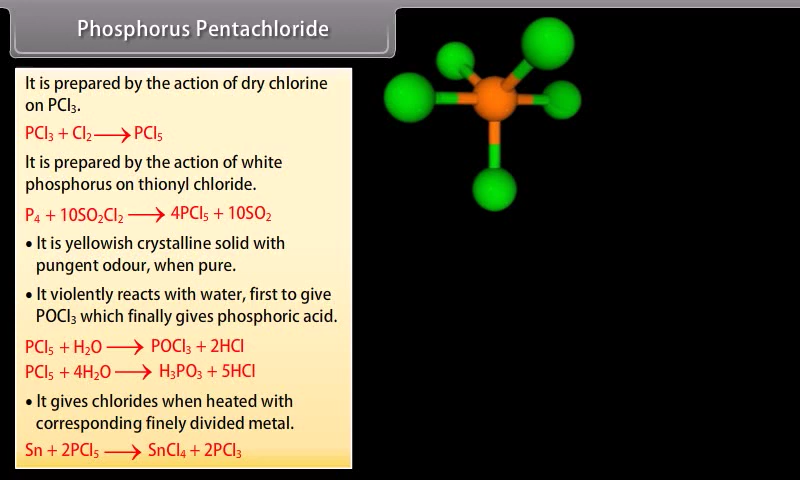 Phosphorus Pentachloride
It is prepared by the action of dry chlorine
on PCl₃.
PCl₃ + Cl₂ ⟶ PCl₅
It is prepared by the action of white
phosphorus on thionyl chloride.
P₄ + 10SO₂Cl₂ ⟶ 4PCl₅ + 10SO₂
• It is yellowish crystalline solid with
pungent odour, when pure.
• It violently reacts with water, first to give
POCl₃ which finally gives phosphoric acid.
PCl₅ + H₂O ⟶ POCl₃ + 2HCl
PCl₅ + 4H₂O ⟶ H₃PO₃ + 5HCl
• It gives chlorides when heated with
corresponding finely divided metal.
Sn + 2PCl₅ ⟶ SnCl₄ + 2PCl₃